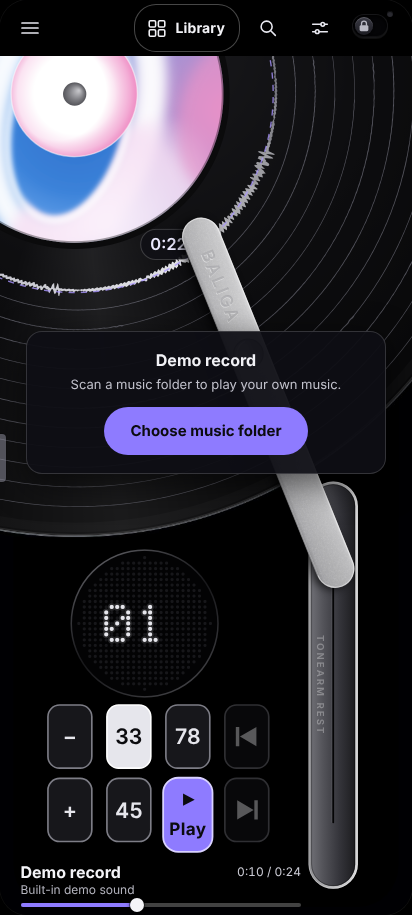 Library
0:22
BALIGA
Demo record
Scan a music folder to play your own music.
Choose music folder
01
TONEARM REST
− 33 78
+ 45 Play
Demo record 0:10 / 0:24
Built-in demo sound